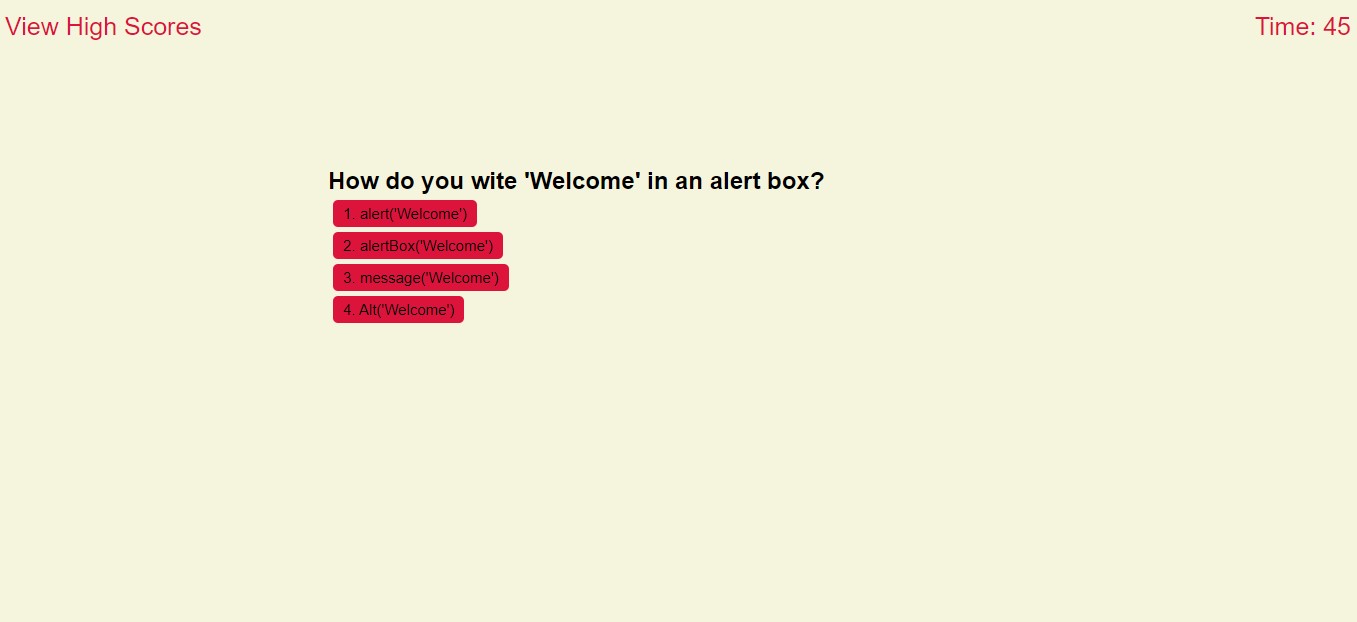 View High Scores
Time: 45
How do you wite 'Welcome' in an alert box?
1. alert('Welcome')
2. alertBox('Welcome')
3. message('Welcome')
4. Alt('Welcome')